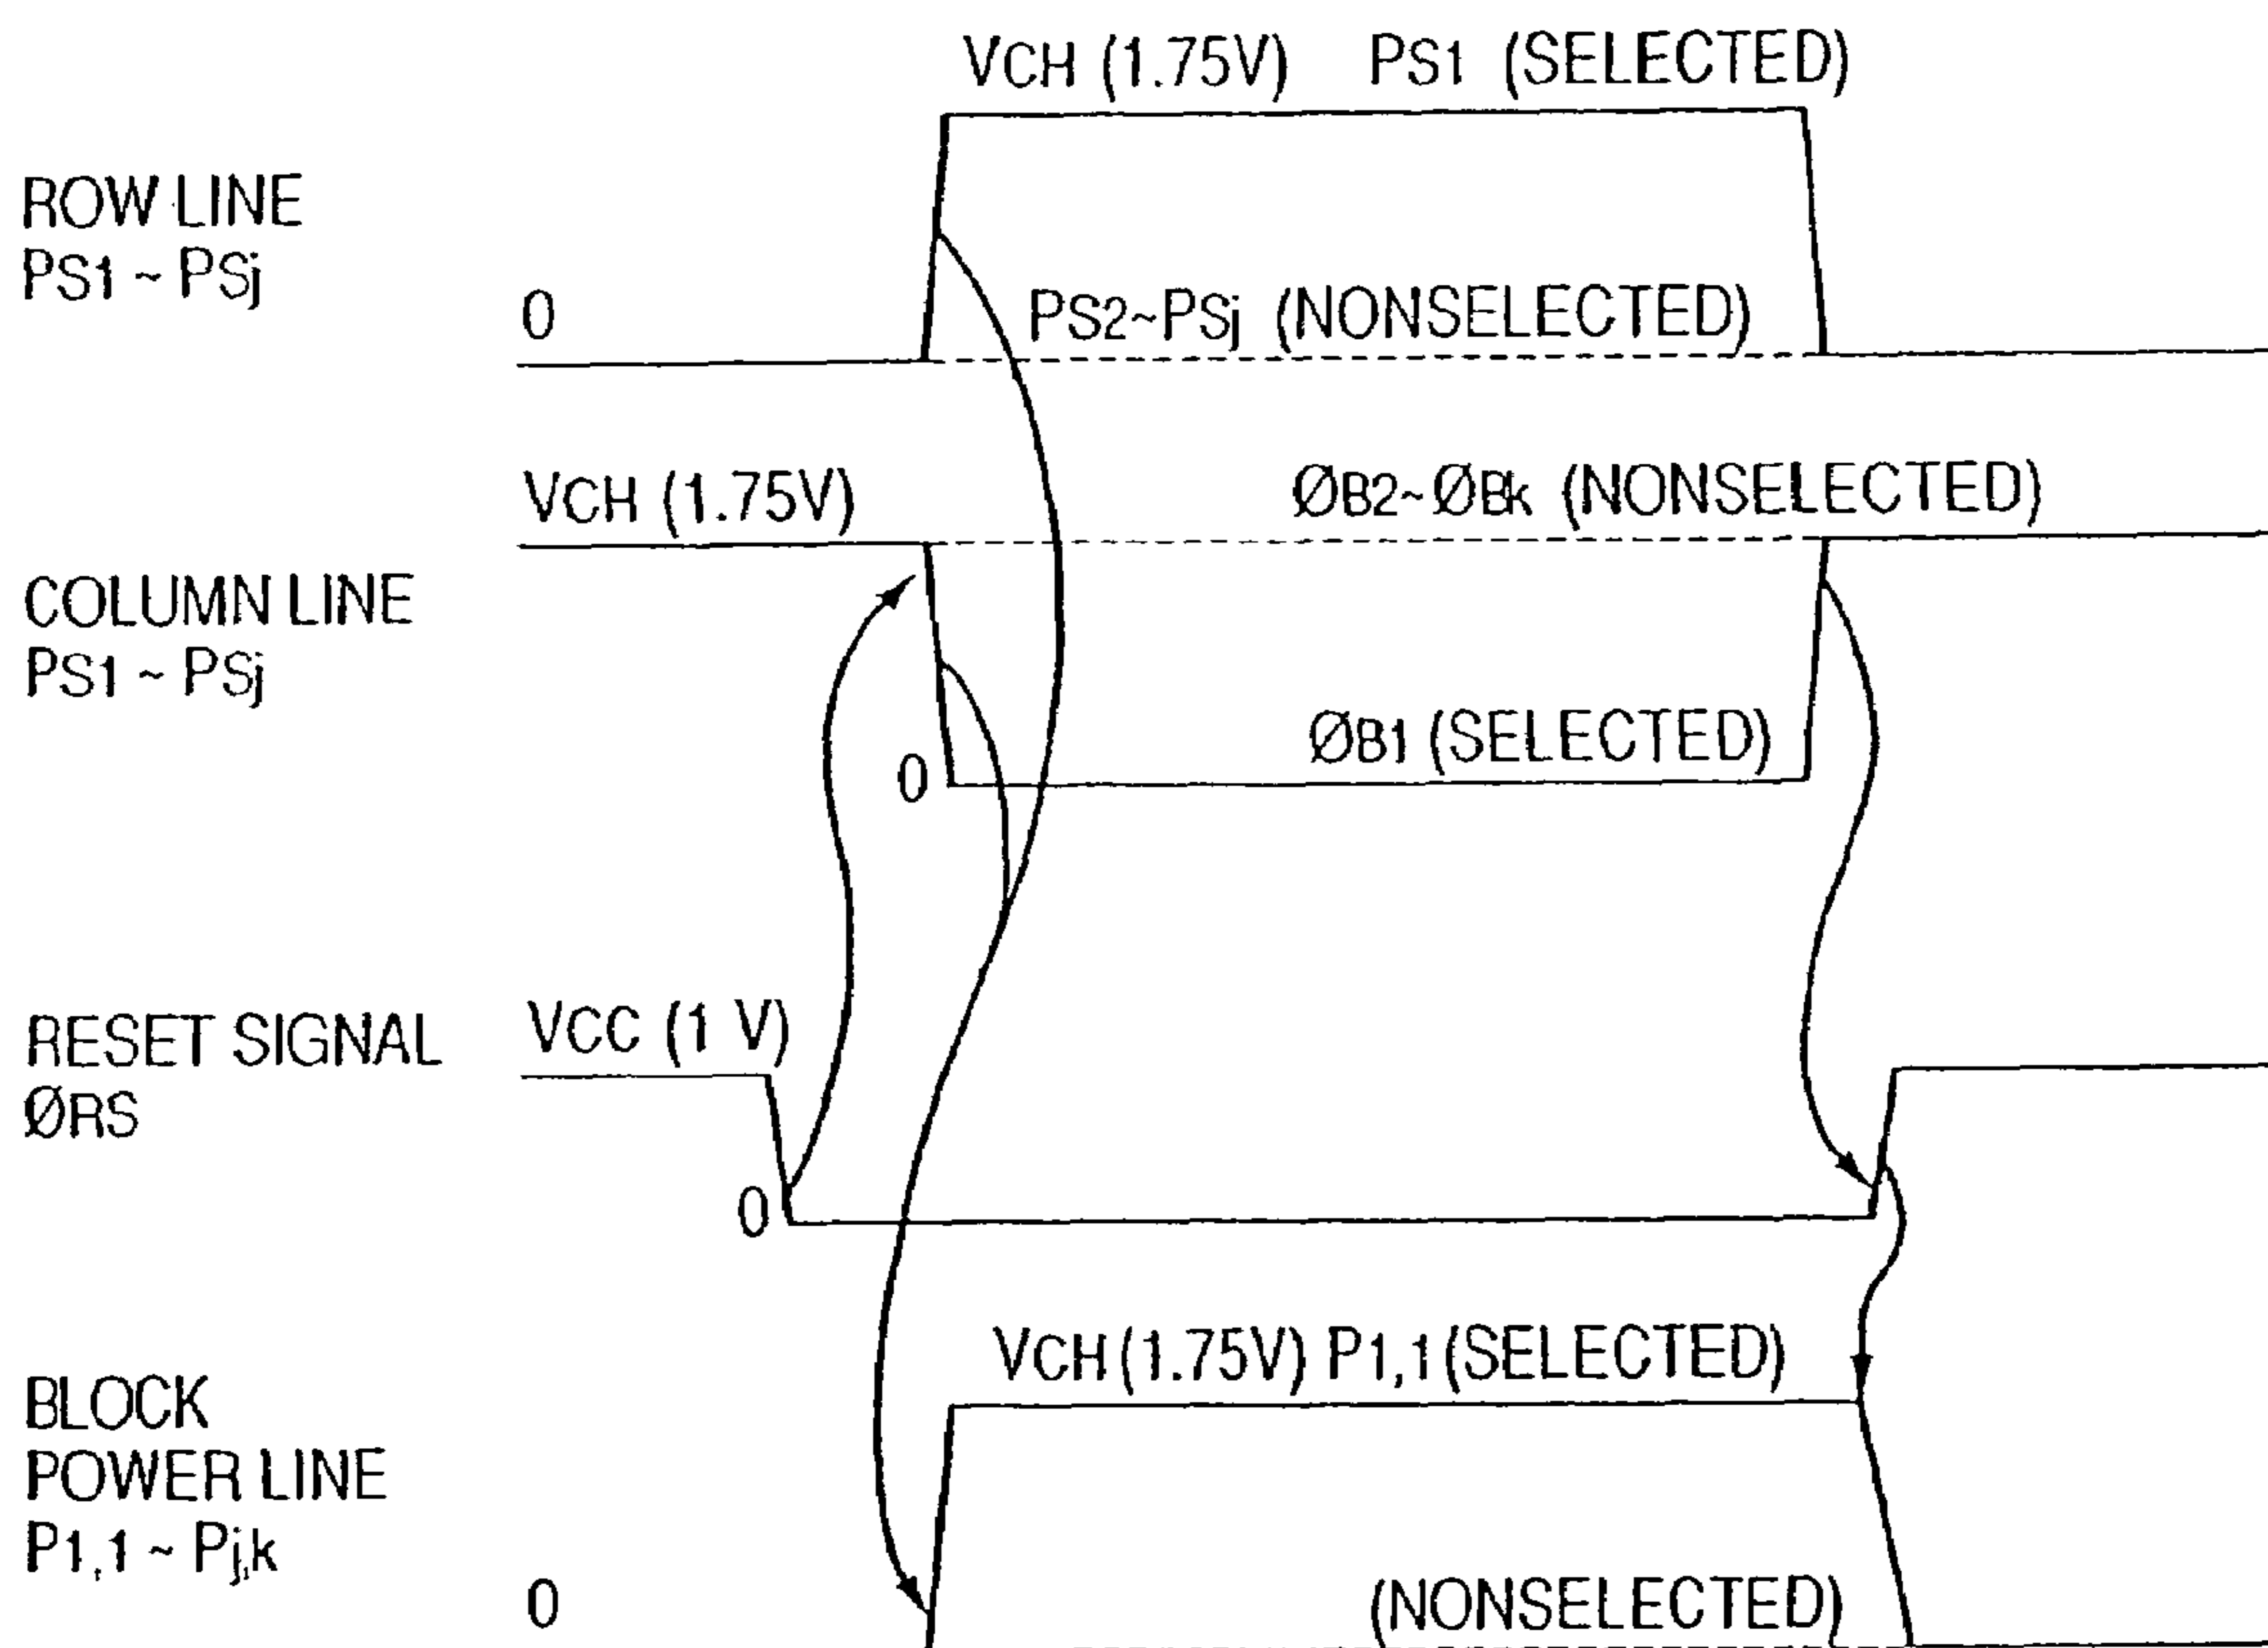 VCH (1.75V) PS1 (SELECTED)
ROW LINE
PS1 ~ PSj
0
PS2~PSj (NONSELECTED)
VCH (1.75V)
ØB2~ØBk (NONSELECTED)
COLUMN LINE
PS1 ~ PSj
ØB1 (SELECTED)
0
VCC (1 V)
RESET SIGNAL
ØRS
0
VCH (1.75V) P1,1 (SELECTED)
BLOCK
POWER LINE
P1,1 ~ Pj,k
0
(NONSELECTED)